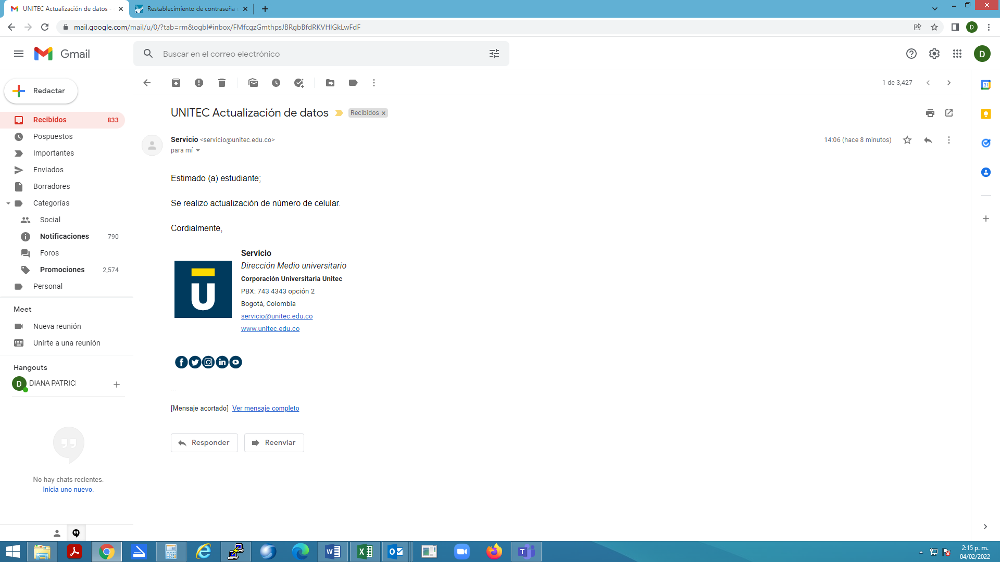 UNITEC Actualización de datos -
Restablecimiento de contraseña
mail.google.com/mail/u/0/?tab=rm&ogbl#inbox/FMfcgzGmthpsJBRgbBfdRKVHlGkLwFdF
D
Gmail
Buscar en el correo electrónico
D
Redactar
1 de 3,427
31
UNITEC Actualización de datos
Recibidos ×
Recibidos 833
Pospuestos
Importantes
Enviados
Borradores
Categorías
Social
Notificaciones 790
Foros
Promociones 2,574
Personal
Meet
Nueva reunión
Unirte a una reunión
Hangouts
D DIANA PATRICI
No hay chats recientes.
Inicia uno nuevo.
Servicio <servicio@unitec.edu.co>
14:06 (hace 8 minutos)
para mí
Estimado (a) estudiante;
Se realizo actualización de número de celular.
Cordialmente,
Servicio
Dirección Medio universitario
Corporación Universitaria Unitec
PBX: 743 4343 opción 2
Bogotá, Colombia
servicio@unitec.edu.co
www.unitec.edu.co
...
[Mensaje acortado] Ver mensaje completo
Responder
Reenviar
2:15 p. m.
04/02/2022